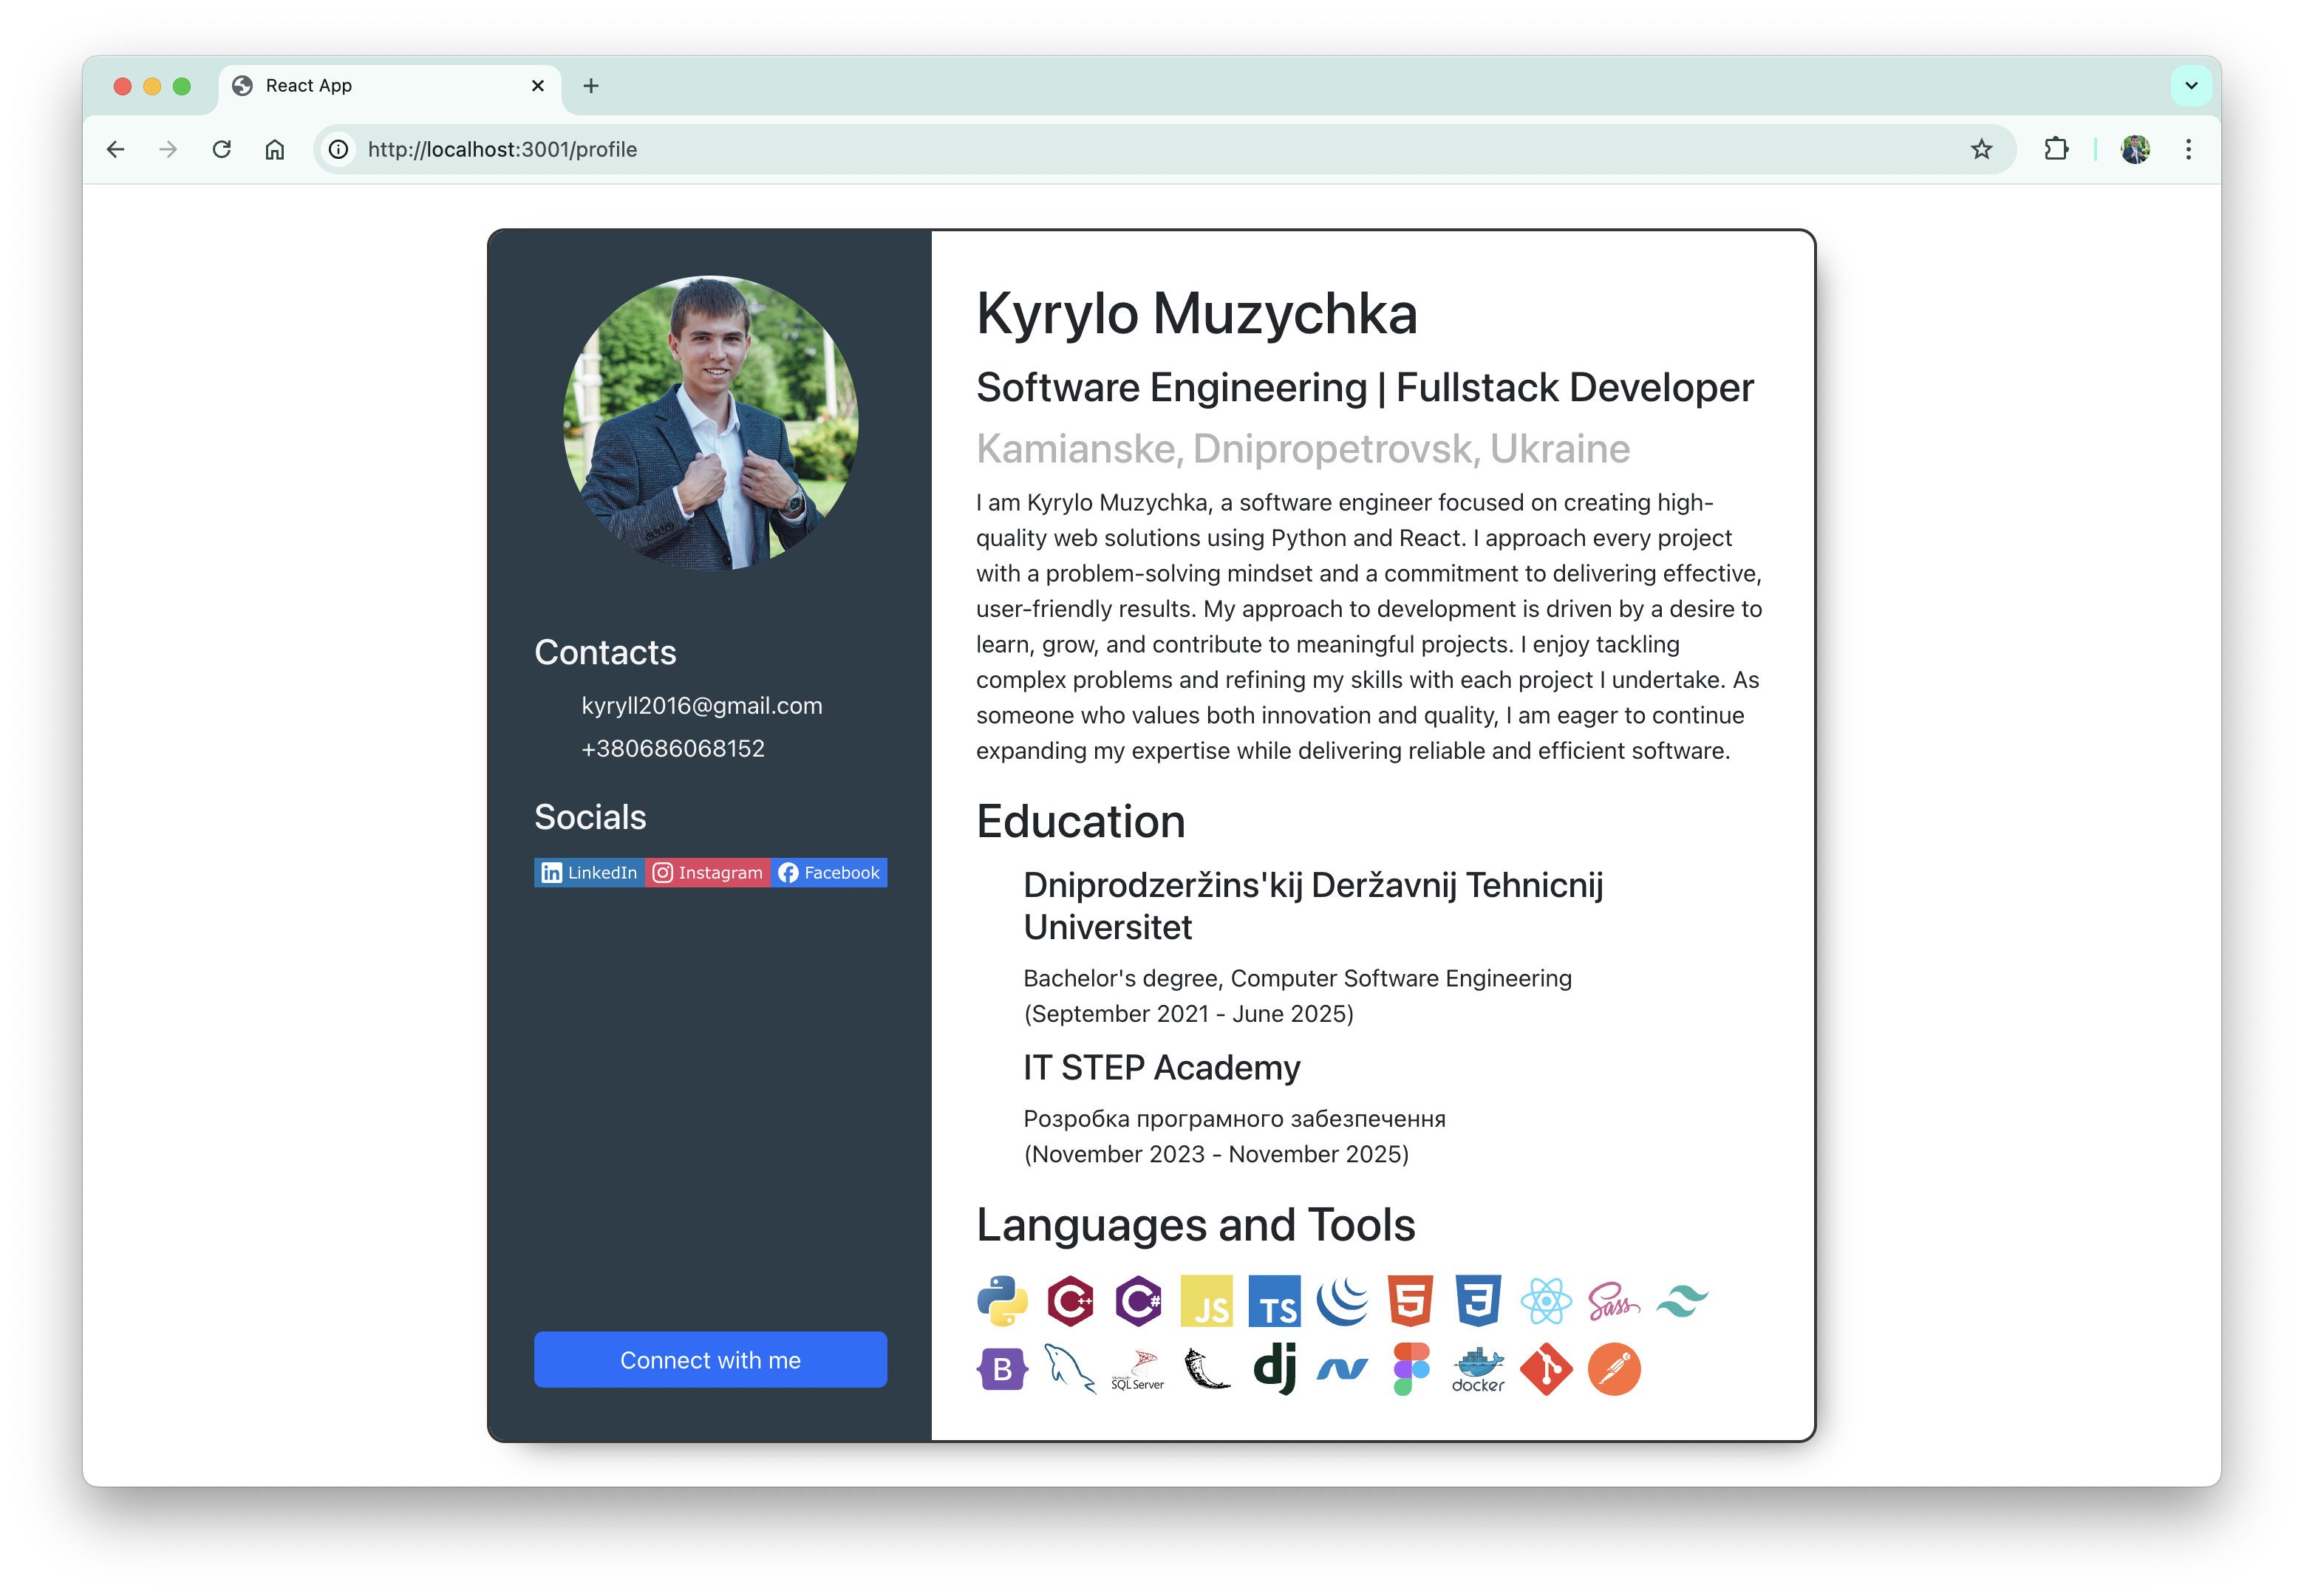 React App
http://localhost:3001/profile
Kyrylo Muzychka
Software Engineering | Fullstack Developer
Kamianske, Dnipropetrovsk, Ukraine
I am Kyrylo Muzychka, a software engineer focused on creating high-
quality web solutions using Python and React. I approach every project
with a problem-solving mindset and a commitment to delivering effective,
user-friendly results. My approach to development is driven by a desire to
learn, grow, and contribute to meaningful projects. I enjoy tackling
complex problems and refining my skills with each project I undertake. As
someone who values both innovation and quality, I am eager to continue
expanding my expertise while delivering reliable and efficient software.
Contacts
kyryll2016@gmail.com
+380686068152
Socials
in LinkedIn Instagram Facebook
Connect with me
Education
Dniprodzeržins'kij Deržavnij Tehnicnij
Universitet
Bachelor's degree, Computer Software Engineering
(September 2021 - June 2025)
IT STEP Academy
Розробка програмного забезпечення
(November 2023 - November 2025)
Languages and Tools
C++ C# JS TS 5 3 Sass
B SQL Server dj docker